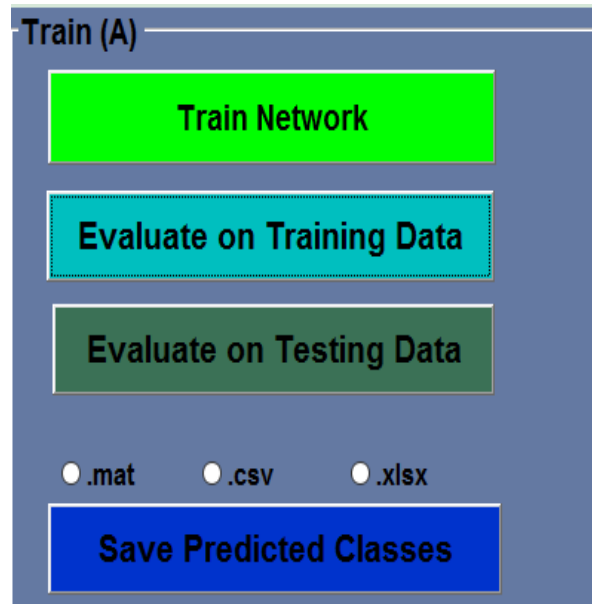 Train (A)
Train Network
Evaluate on Training Data
Evaluate on Testing Data
.mat .csv .xlsx
Save Predicted Classes